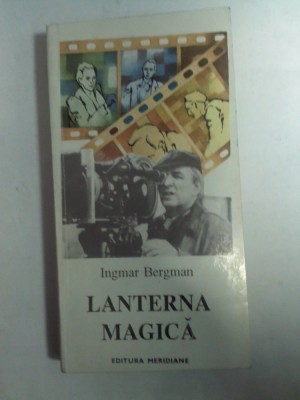 Ingmar Bergman
LANTERNA
MAGICĂ
EDITURA MERIDIANE